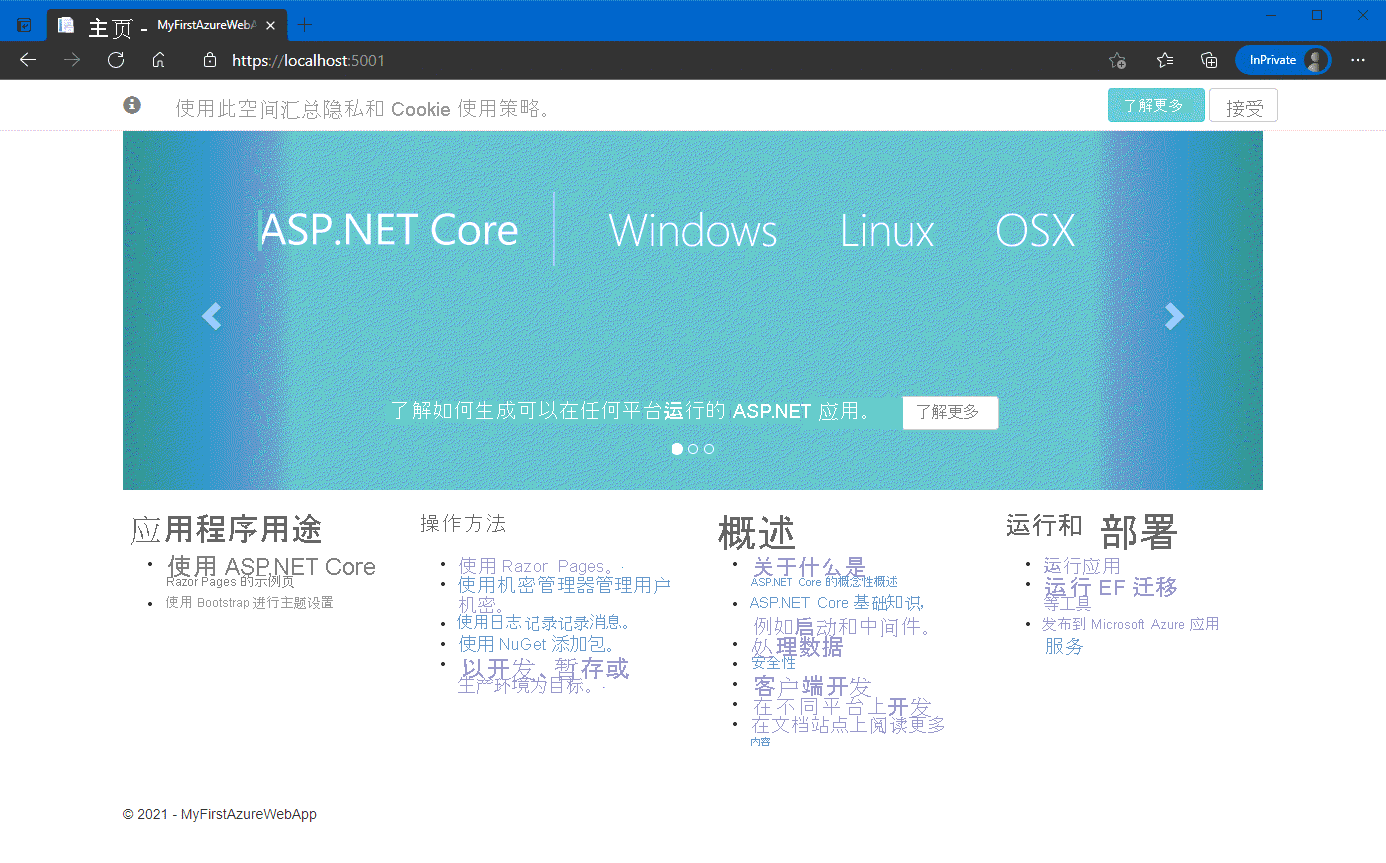 主页 - MyFirstAzureWebA
https://localhost:5001
InPrivate
使用此空间汇总隐私和 Cookie 使用策略。
了解更多
接受
ASP.NET Core
Windows
Linux
OSX
了解如何生成可以在任何平台运行的 ASP.NET 应用。
了解更多
应用程序用途
使用 ASP.NET Core
Razor Pages 的示例页
使用 Bootstrap 进行主题设置
操作方法
使用 Razor Pages。
使用机密管理器管理用户
机密。
使用日志记录记录消息。
使用 NuGet 添加包。
以开发、暂存或
生产环境为目标。
概述
关于什么是
ASP.NET Core 的概念性概述
ASP.NET Core 基础知识,
例如启动和中间件。
处理数据
安全性
客户端开发
在不同平台上开发
在文档站点上阅读更多
内容
运行和 部署
运行应用
运行 EF 迁移
等工具
发布到 Microsoft Azure 应用
服务
© 2021 - MyFirstAzureWebApp